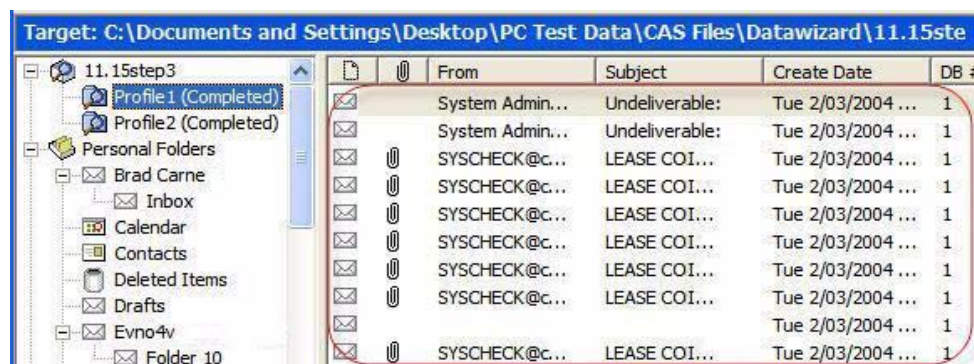 Target: C:\Documents and Settings\Desktop\PC Test Data\CAS Files\Datawizard\11.15ste
11.15step3
Profile1 (Completed)
Profile2 (Completed)
Personal Folders
Brad Carne
Inbox
Calendar
Contacts
Deleted Items
Drafts
Evno4v
Folder 10
From Subject Create Date DB #
System Admin... Undeliverable: Tue 2/03/2004 ... 1
System Admin... Undeliverable: Tue 2/03/2004 ... 1
SYSCHECK@c... LEASE COI... Tue 2/03/2004 ... 1
SYSCHECK@c... LEASE COI... Tue 2/03/2004 ... 1
SYSCHECK@c... LEASE COI... Tue 2/03/2004 ... 1
SYSCHECK@c... LEASE COI... Tue 2/03/2004 ... 1
SYSCHECK@c... LEASE COI... Tue 2/03/2004 ... 1
SYSCHECK@c... LEASE COI... Tue 2/03/2004 ... 1
Tue 2/03/2004 ... 1
SYSCHECK@c... LEASE COI... Tue 2/03/2004 ... 1